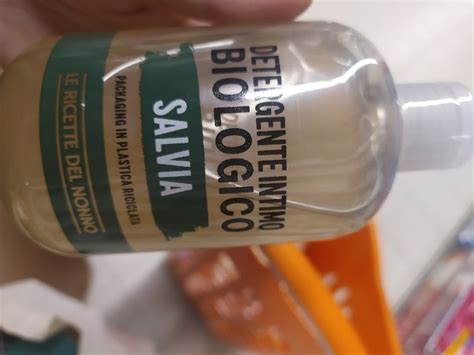 DETERGENTE INTIMO
BIOLOGICO
SALVIA
PACKAGING IN PLASTICA RICICLATA
LE RICETTE DEL NONNO